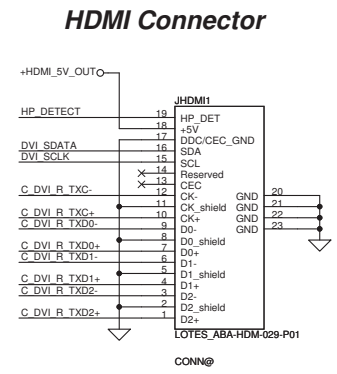 HDMI Connector
+HDMI_5V_OUT
JHDMI1
HP_DETECT 19 HP_DET
18 +5V
17 DDC/CEC_GND
DVI_SDATA 16 SDA
DVI_SCLK 15 SCL
14 Reserved
13 CEC
C_DVI_R_TXC- 12 CK- GND 20
11 CK_shield GND 21
C_DVI_R_TXC+ 10 CK+ GND 22
C_DVI_R_TXD0- 9 D0- GND 23
8 D0_shield
C_DVI_R_TXD0+ 7 D0+
C_DVI_R_TXD1- 6 D1-
5 D1_shield
C_DVI_R_TXD1+ 4 D1+
C_DVI_R_TXD2- 3 D2-
2 D2_shield
C_DVI_R_TXD2+ 1 D2+
LOTES_ABA-HDM-029-P01
CONN@